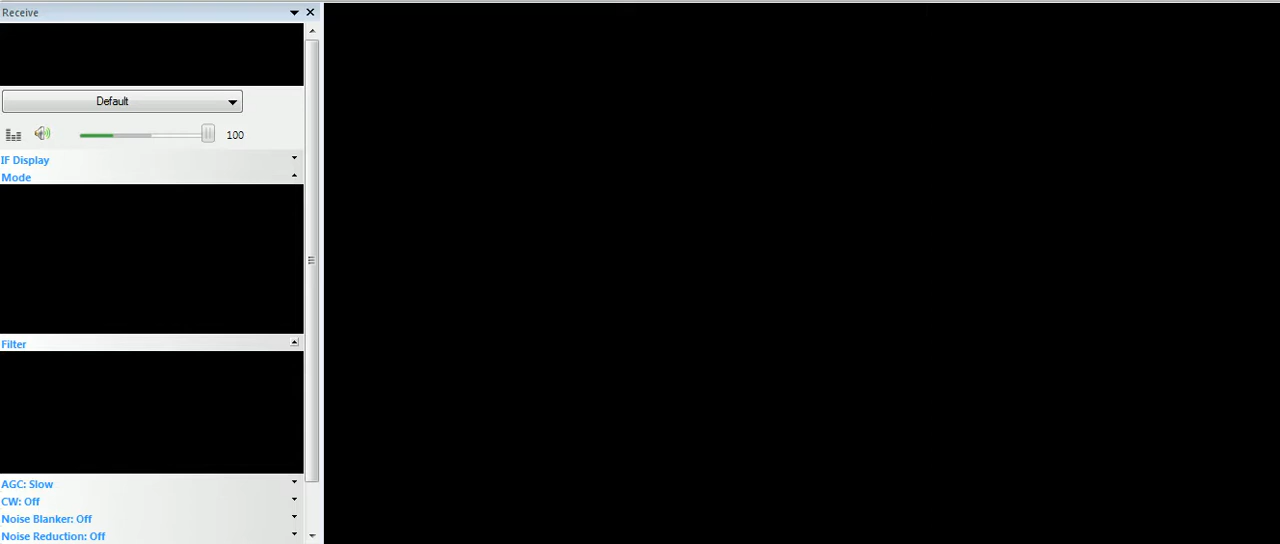 Receive
Default
100
IF Display
Mode
Filter
AGC: Slow
CW: Off
Noise Blanker: Off
Noise Reduction: Off